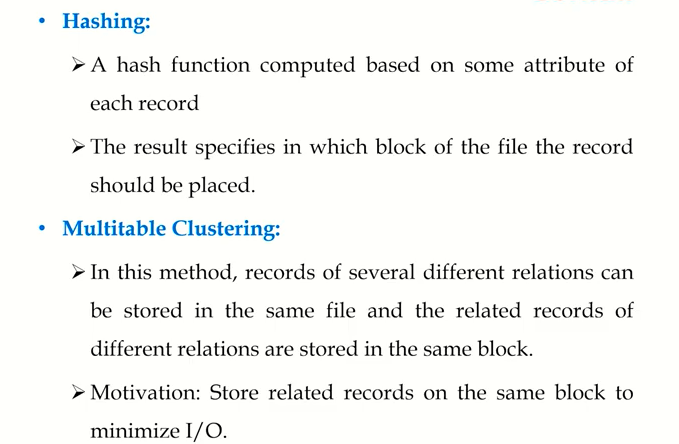 • Hashing:
➢ A hash function computed based on some attribute of
each record
➢ The result specifies in which block of the file the record
should be placed.
• Multitable Clustering:
➢ In this method, records of several different relations can
be stored in the same file and the related records of
different relations are stored in the same block.
➢ Motivation: Store related records on the same block to
minimize I/O.